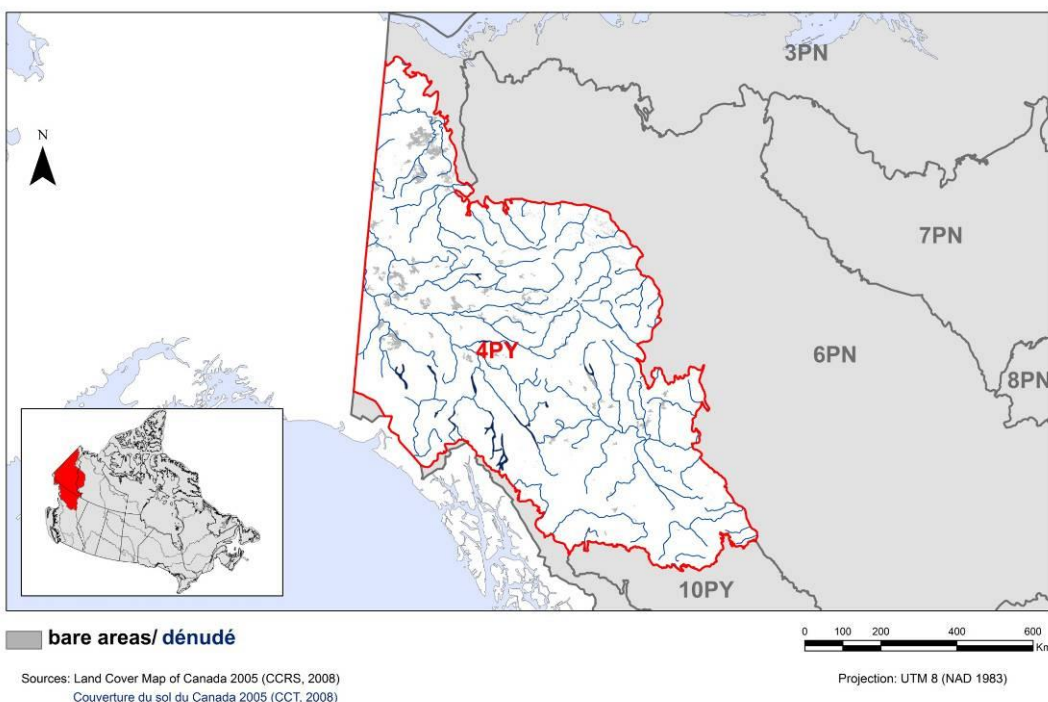 3PN
N
7PN
4PY
6PN
8PN
10PY
bare areas/ dénudé
0 100 200 400 600
Km
Sources: Land Cover Map of Canada 2005 (CCRS, 2008)
Projection: UTM 8 (NAD 1983)
Couverture du sol du Canada 2005 (CCT, 2008)